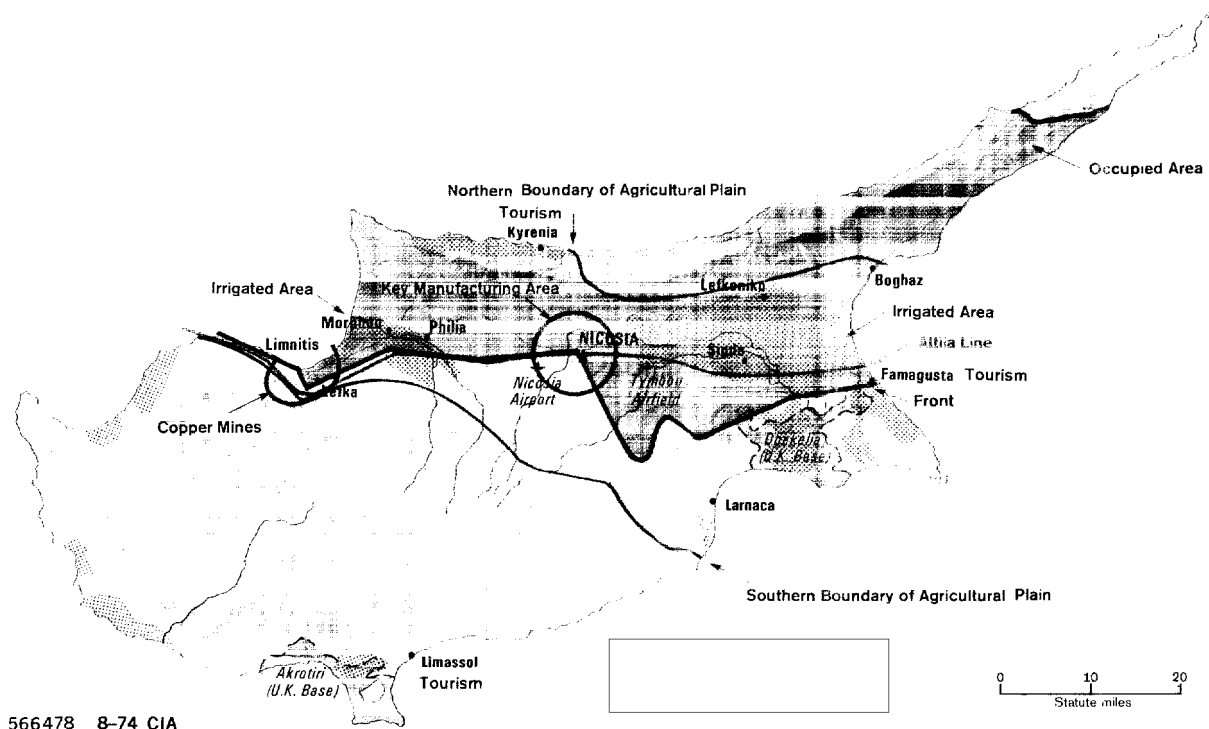 Occupied Area
Northern Boundary of Agricultural Plain
Tourism
Kyrenia
Lefkoniko
Boghaz
Irrigated Area
Key Manufacturing Area
Irrigated Area
Philia
NICOSIA
Limnitis
Attila Line
Famagusta Tourism
Front
Nicosia
Airport
Tymbou
Airfield
Lefka
Copper Mines
Dhekelia
(U.K. Base)
Larnaca
Southern Boundary of Agricultural Plain
Akrotiri
(U.K. Base)
Limassol
Tourism
0 10 20
Statute miles
566478 8-74 CIA